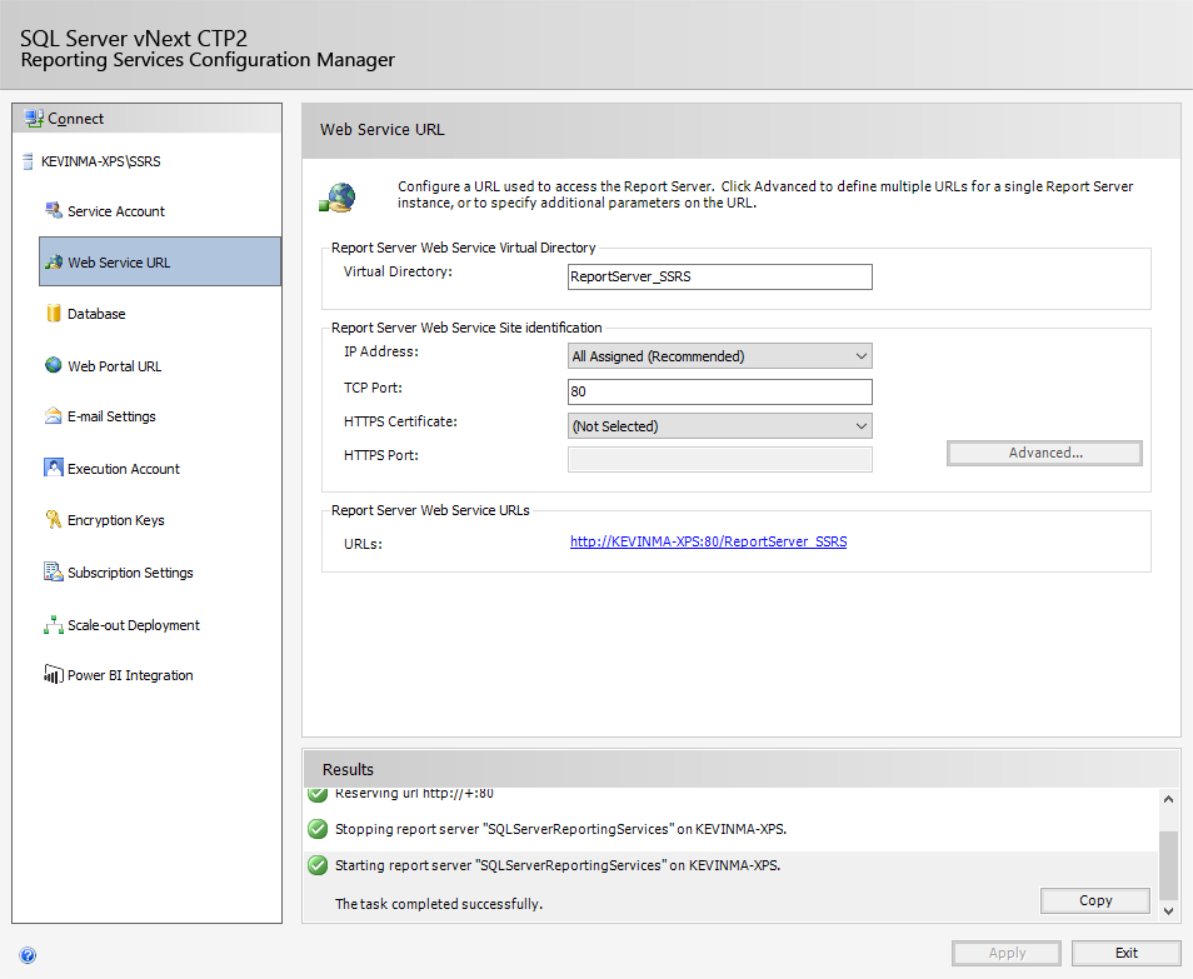 SQL Server vNext CTP2
Reporting Services Configuration Manager
Connect
KEVINMA-XPS\SSRS
Service Account
Web Service URL
Database
Web Portal URL
E-mail Settings
Execution Account
Encryption Keys
Subscription Settings
Scale-out Deployment
Power BI Integration
Web Service URL
Configure a URL used to access the Report Server. Click Advanced to define multiple URLs for a single Report Server
instance, or to specify additional parameters on the URL.
Report Server Web Service Virtual Directory
Virtual Directory: ReportServer_SSRS
Report Server Web Service Site identification
IP Address: All Assigned (Recommended)
TCP Port: 80
HTTPS Certificate: (Not Selected)
HTTPS Port:
Advanced...
Report Server Web Service URLs
URLs: http://KEVINMA-XPS:80/ReportServer_SSRS
Results
Reserving url http://+:80
Stopping report server "SQLServerReportingServices" on KEVINMA-XPS.
Starting report server "SQLServerReportingServices" on KEVINMA-XPS.
The task completed successfully.
Copy
Apply Exit